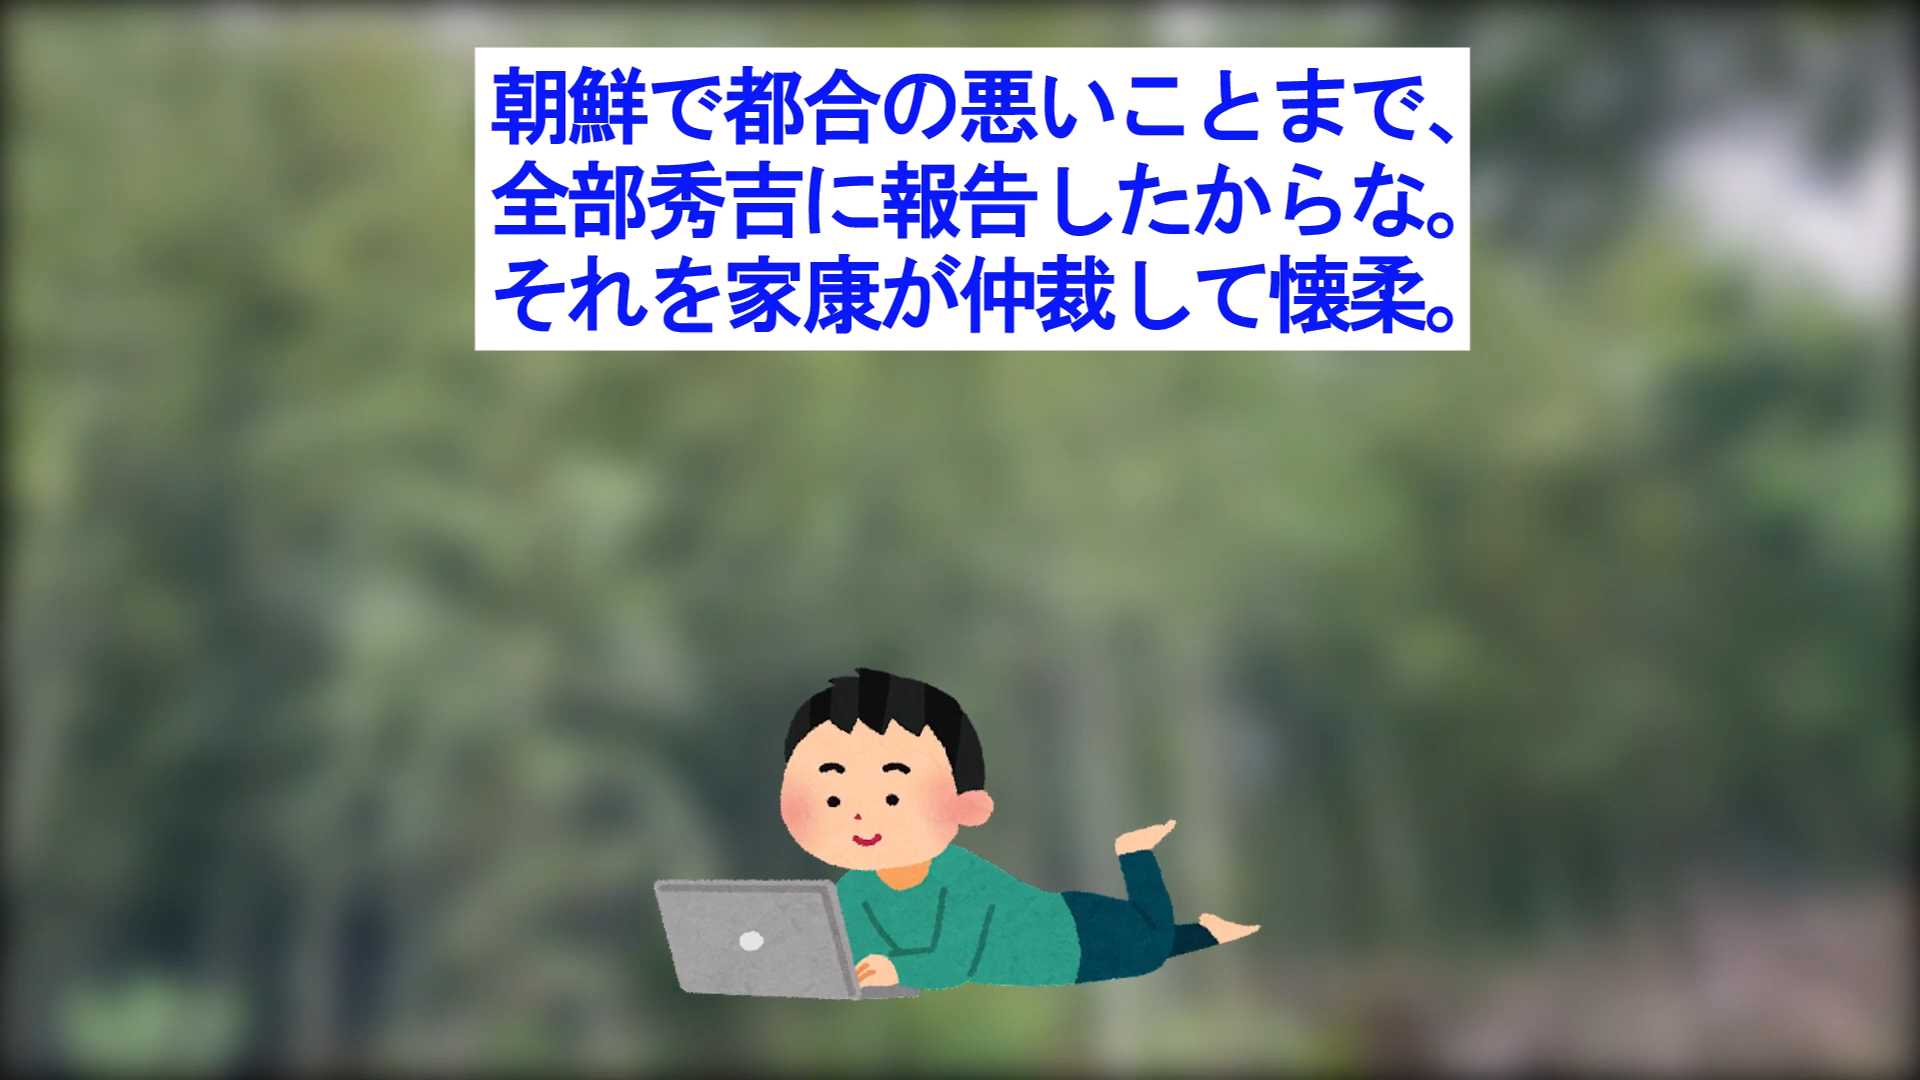 朝鮮で都合の悪いことまで、
全部秀吉に報告したからな。
それを家康が仲裁して懐柔。